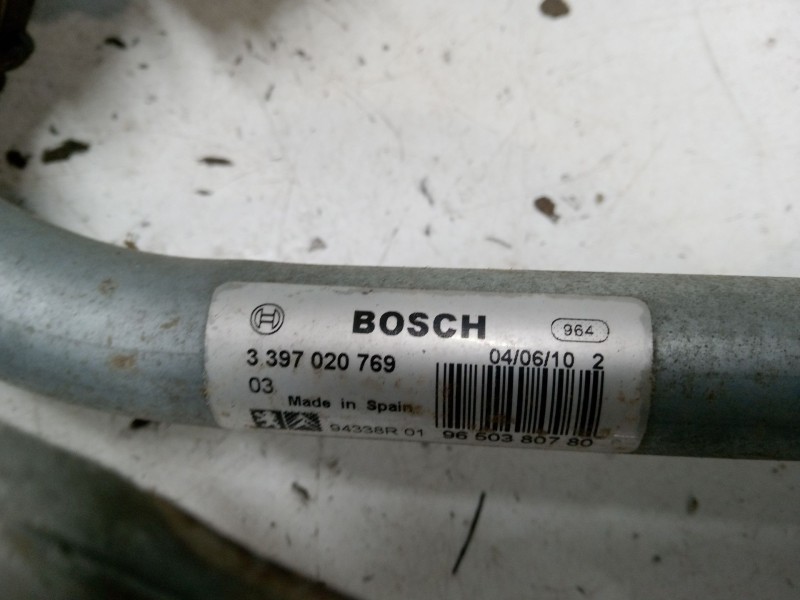 BOSCH 964
3 397 020 769 04/06/10 2
03
Made in Spain
94338R 01 96 503 807 80